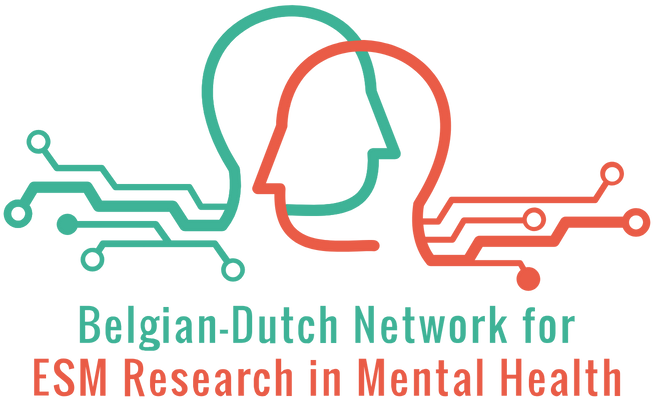 Belgian-Dutch Network for
ESM Research in Mental Health